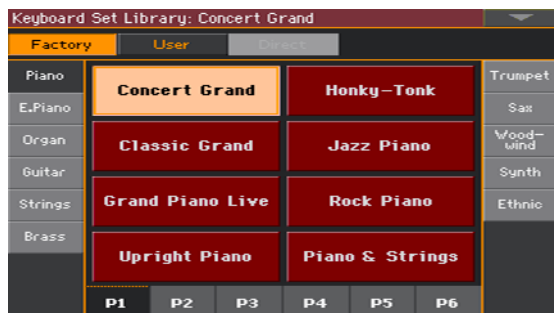 Keyboard Set Library: Concert Grand
Factory
User
Direct
Piano
E.Piano
Organ
Guitar
Strings
Brass
Concert Grand
Honky-Tonk
Classic Grand
Jazz Piano
Grand Piano Live
Rock Piano
Upright Piano
Piano & Strings
Trumpet
Sax
Wood-
wind
Synth
Ethnic
P1
P2
P3
P4
P5
P6